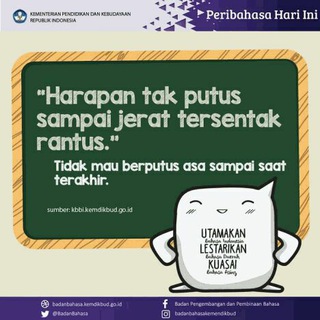 KEMENTERIAN PENDIDIKAN DAN KEBUDAYAAN
REPUBLIK INDONESIA
Peribahasa Hari Ini
"Harapan tak putus
sampai jerat tersentak
rantus."
Tidak mau berputus asa sampai saat
terakhir.
sumber: kbbi.kemdikbud.go.id
UTAMAKAN
Bahasa Indonesia
LESTARIKAN
Bahasa Daerah
KUASAI
Bahasa Asing
badanbahasa.kemdikbud.go.id
Badan Pengembangan dan Pembinaan Bahasa
@BadanBahasa
badanbahasakemendikbud